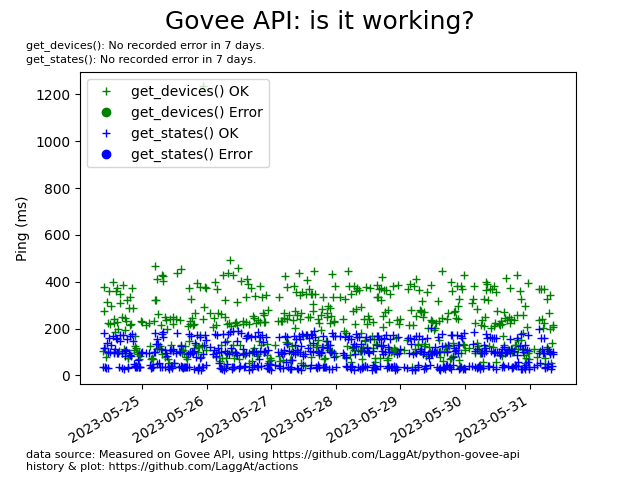 Govee API: is it working?
get_devices(): No recorded error in 7 days.
get_states(): No recorded error in 7 days.
get_devices() OK
get_devices() Error
get_states() OK
get_states() Error
Ping (ms)
1200
1000
800
600
400
200
0
2023-05-25
2023-05-26
2023-05-27
2023-05-28
2023-05-29
2023-05-30
2023-05-31
data source: Measured on Govee API, using https://github.com/LaggAt/python-govee-api
history & plot: https://github.com/LaggAt/actions